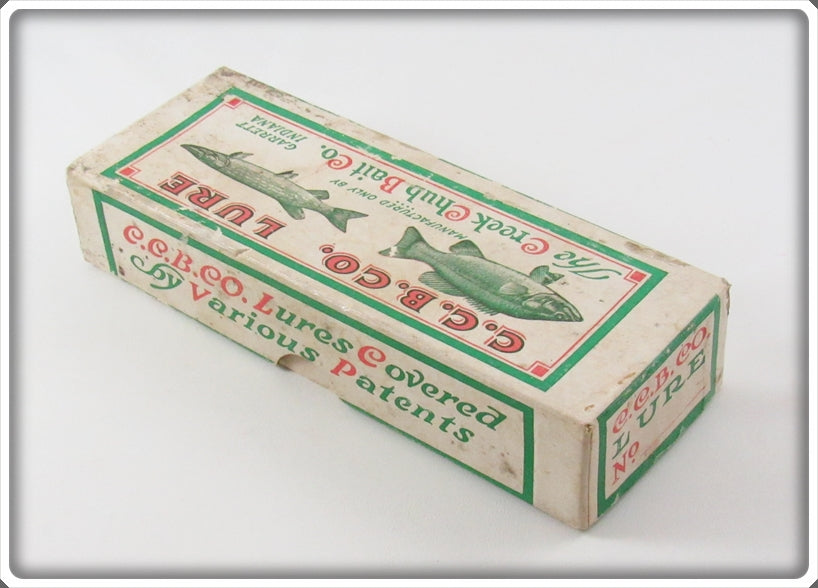 C.C.B.CO. LURE
MANUFACTURED ONLY BY
The Creek Chub Bait Co.
GARRETT
INDIANA
C.C.B.CO. Lures Covered
By Various Patents
C.C.B.CO.
LURE
No.